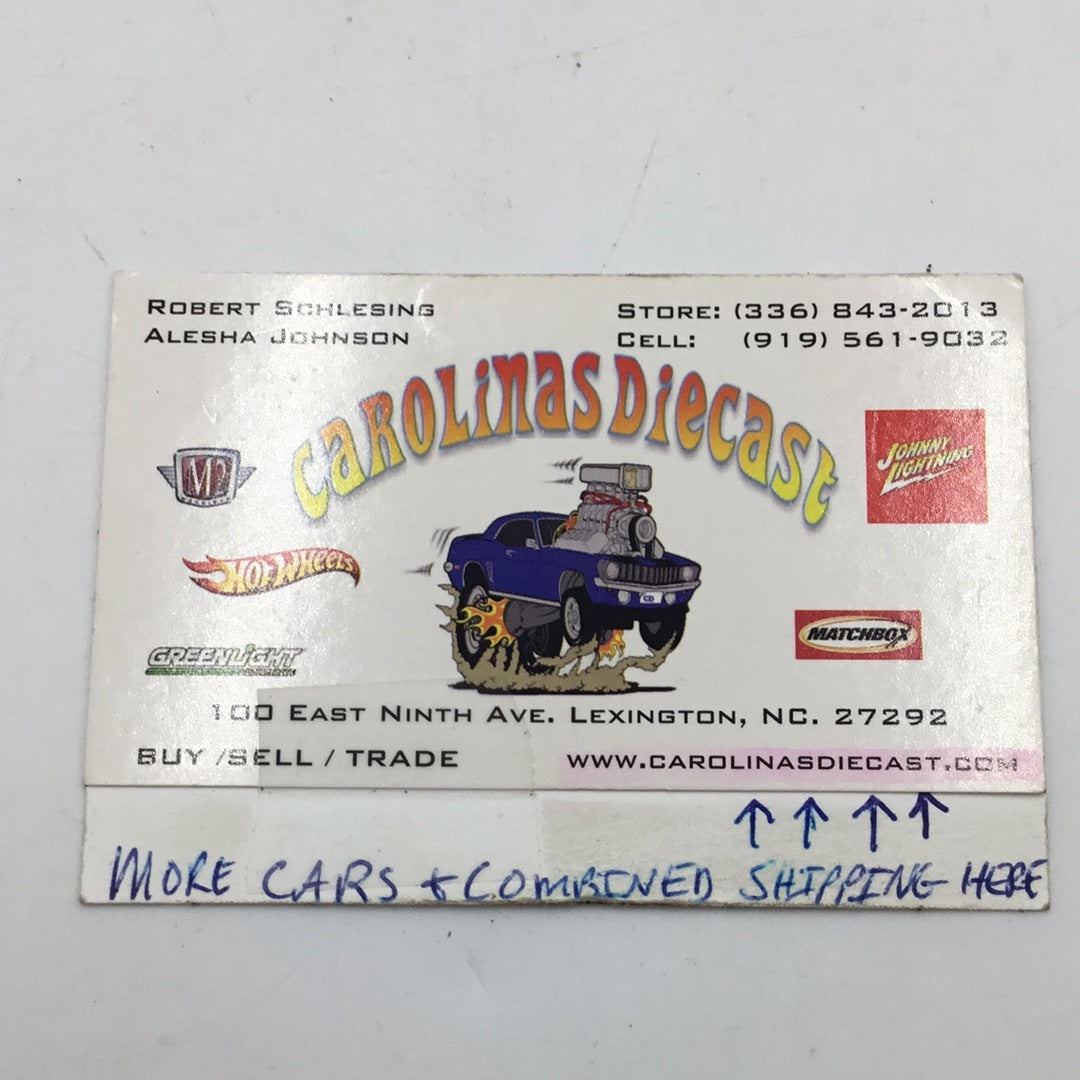 ROBERT SCHLESING
ALESHA JOHNSON
STORE: (336) 843-2013
CELL: (919) 561-9032
CAROLINAS DIECAST
M2
JOHNNY LIGHTNING
HOT WHEELS
MATCHBOX
GREENLIGHT
CD
100 EAST NINTH AVE. LEXINGTON, NC. 27292
BUY /SELL / TRADE
WWW.CAROLINASDIECAST.COM
↑ ↑ ↑ ↑
MORE CARS + COMBINED SHIPPING HERE